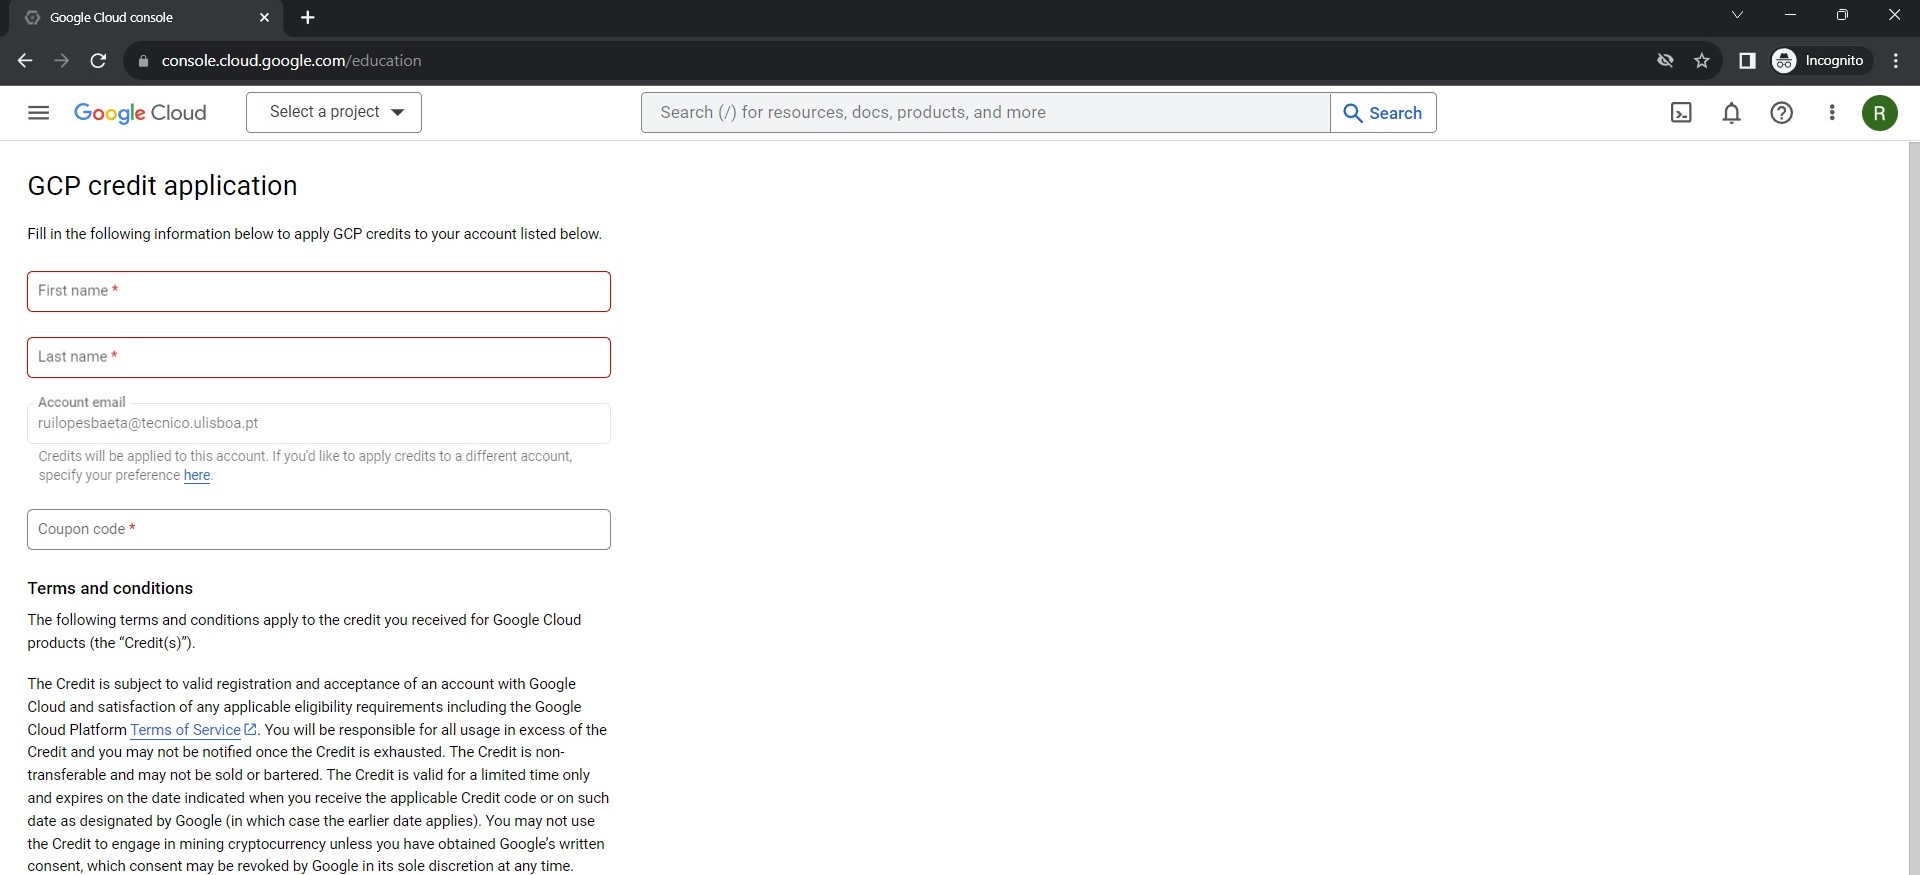 Google Cloud console
console.cloud.google.com/education
Incognito
Google Cloud
Select a project
Search (/) for resources, docs, products, and more
Search
R
GCP credit application
Fill in the following information below to apply GCP credits to your account listed below.
First name *
Last name *
Account email
ruilopesbaeta@tecnico.ulisboa.pt
Credits will be applied to this account. If you'd like to apply credits to a different account,
specify your preference here.
Coupon code *
Terms and conditions
The following terms and conditions apply to the credit you received for Google Cloud
products (the “Credit(s)”).
The Credit is subject to valid registration and acceptance of an account with Google
Cloud and satisfaction of any applicable eligibility requirements including the Google
Cloud Platform Terms of Service. You will be responsible for all usage in excess of the
Credit and you may not be notified once the Credit is exhausted. The Credit is non-
transferable and may not be sold or bartered. The Credit is valid for a limited time only
and expires on the date indicated when you receive the applicable Credit code or on such
date as designated by Google (in which case the earlier date applies). You may not use
the Credit to engage in mining cryptocurrency unless you have obtained Google’s written
consent, which consent may be revoked by Google in its sole discretion at any time.